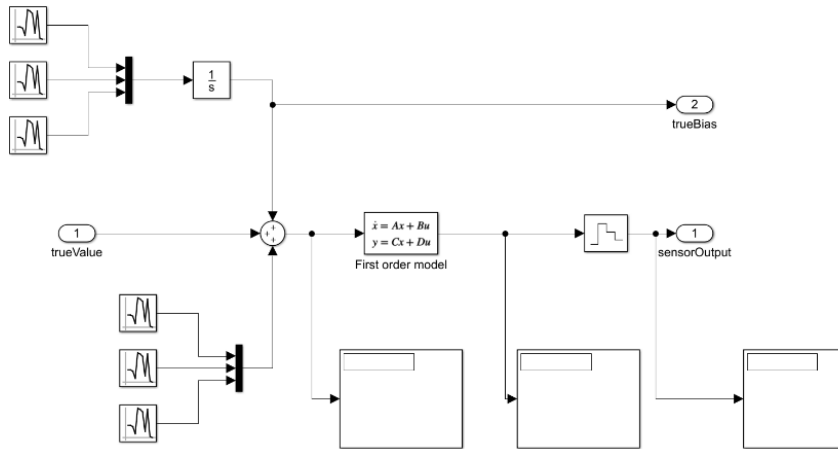 1
s
2
trueBias
1
trueValue
+
+
+
ẋ = Ax + Bu
y = Cx + Du
First order model
1
sensorOutput